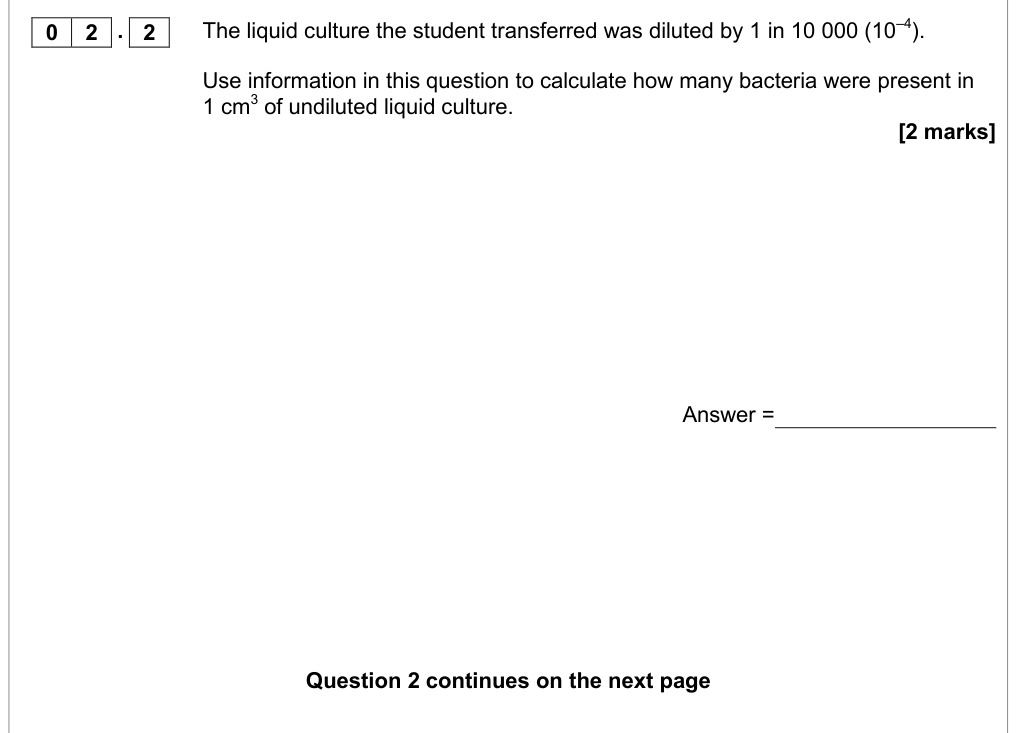 0 2 . 2 The liquid culture the student transferred was diluted by 1 in 10 000 (10⁻⁴).
Use information in this question to calculate how many bacteria were present in
1 cm³ of undiluted liquid culture.
[2 marks]
Answer =
Question 2 continues on the next page